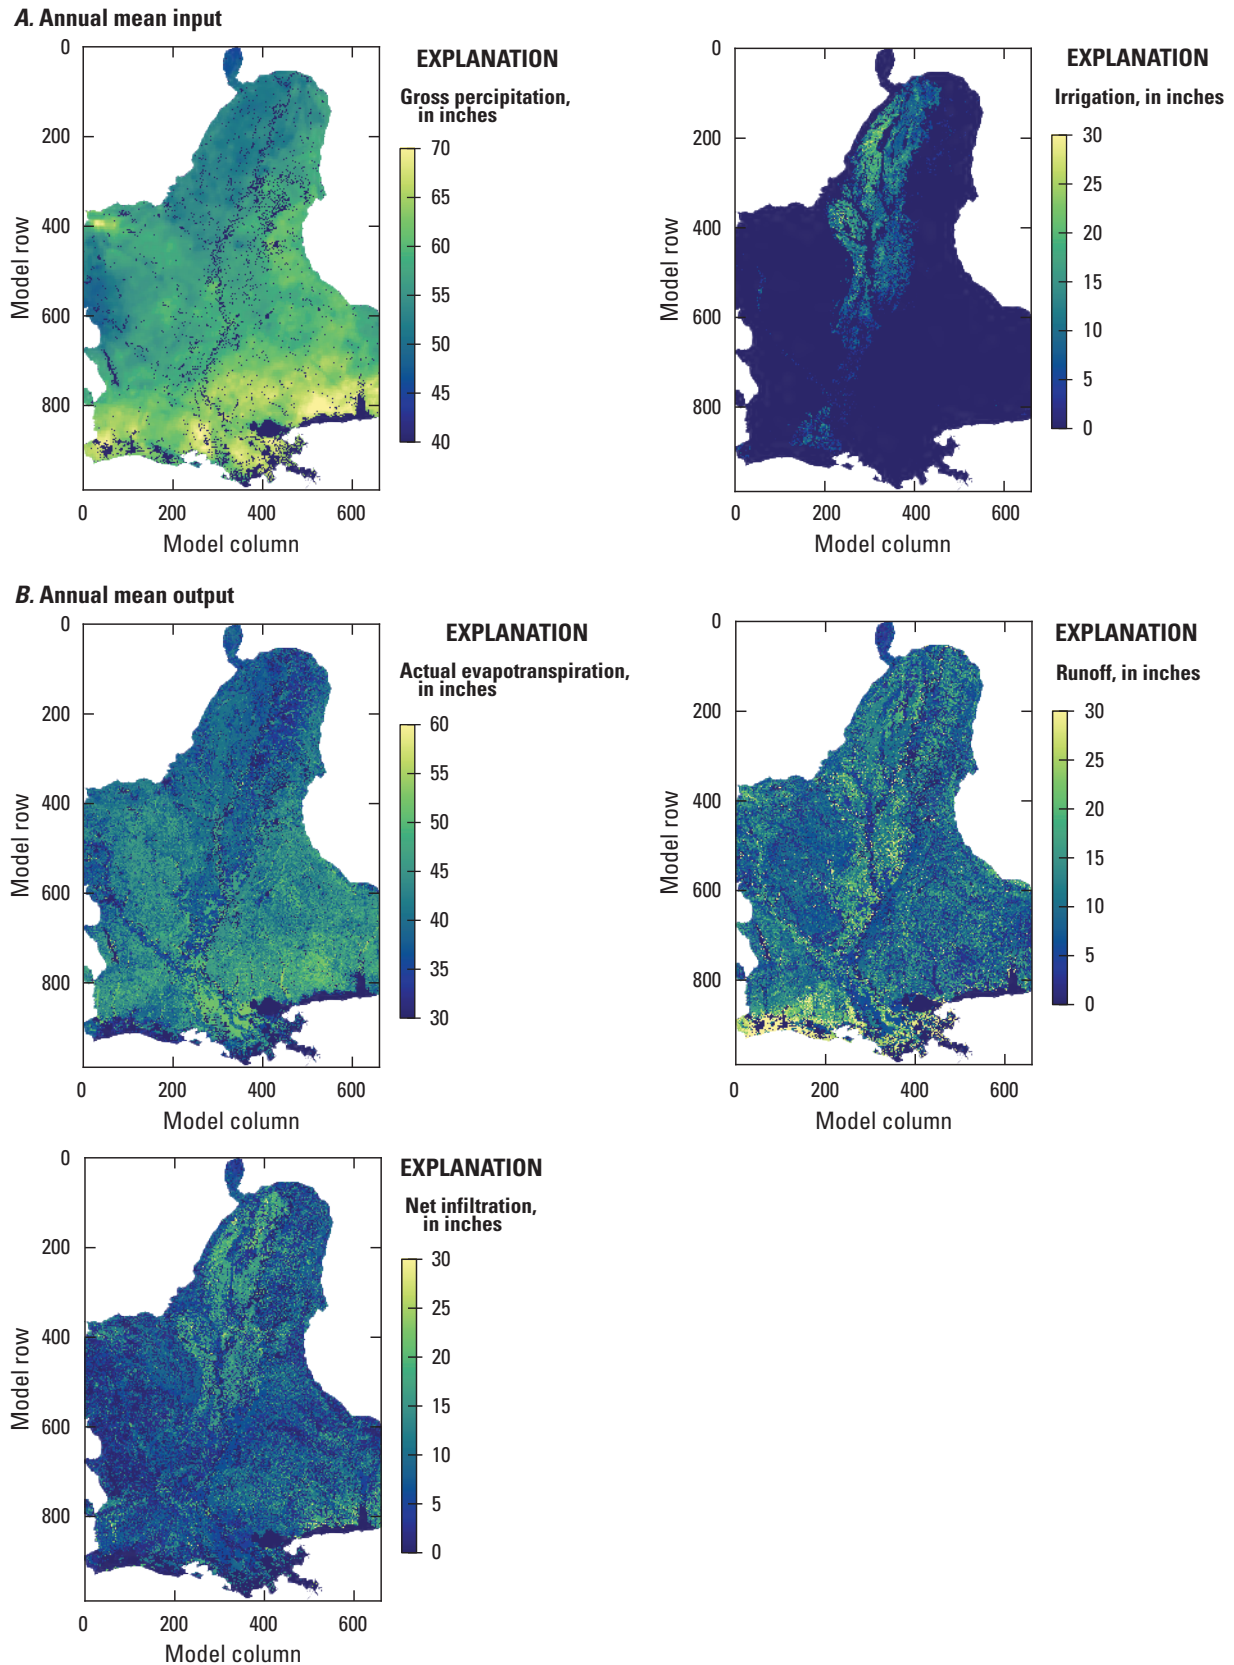 A. Annual mean input
EXPLANATION
Gross percipitation,
in inches
70
65
60
55
50
45
40
0
200
400
600
800
Model row
0 200 400 600
Model column
EXPLANATION
Irrigation, in inches
30
25
20
15
10
5
0
0
200
400
600
800
Model row
0 200 400 600
Model column
B. Annual mean output
EXPLANATION
Actual evapotranspiration,
in inches
60
55
50
45
40
35
30
0
200
400
600
800
Model row
0 200 400 600
Model column
EXPLANATION
Runoff, in inches
30
25
20
15
10
5
0
0
200
400
600
800
Model row
0 200 400 600
Model column
EXPLANATION
Net infiltration,
in inches
30
25
20
15
10
5
0
0
200
400
600
800
Model row
0 200 400 600
Model column